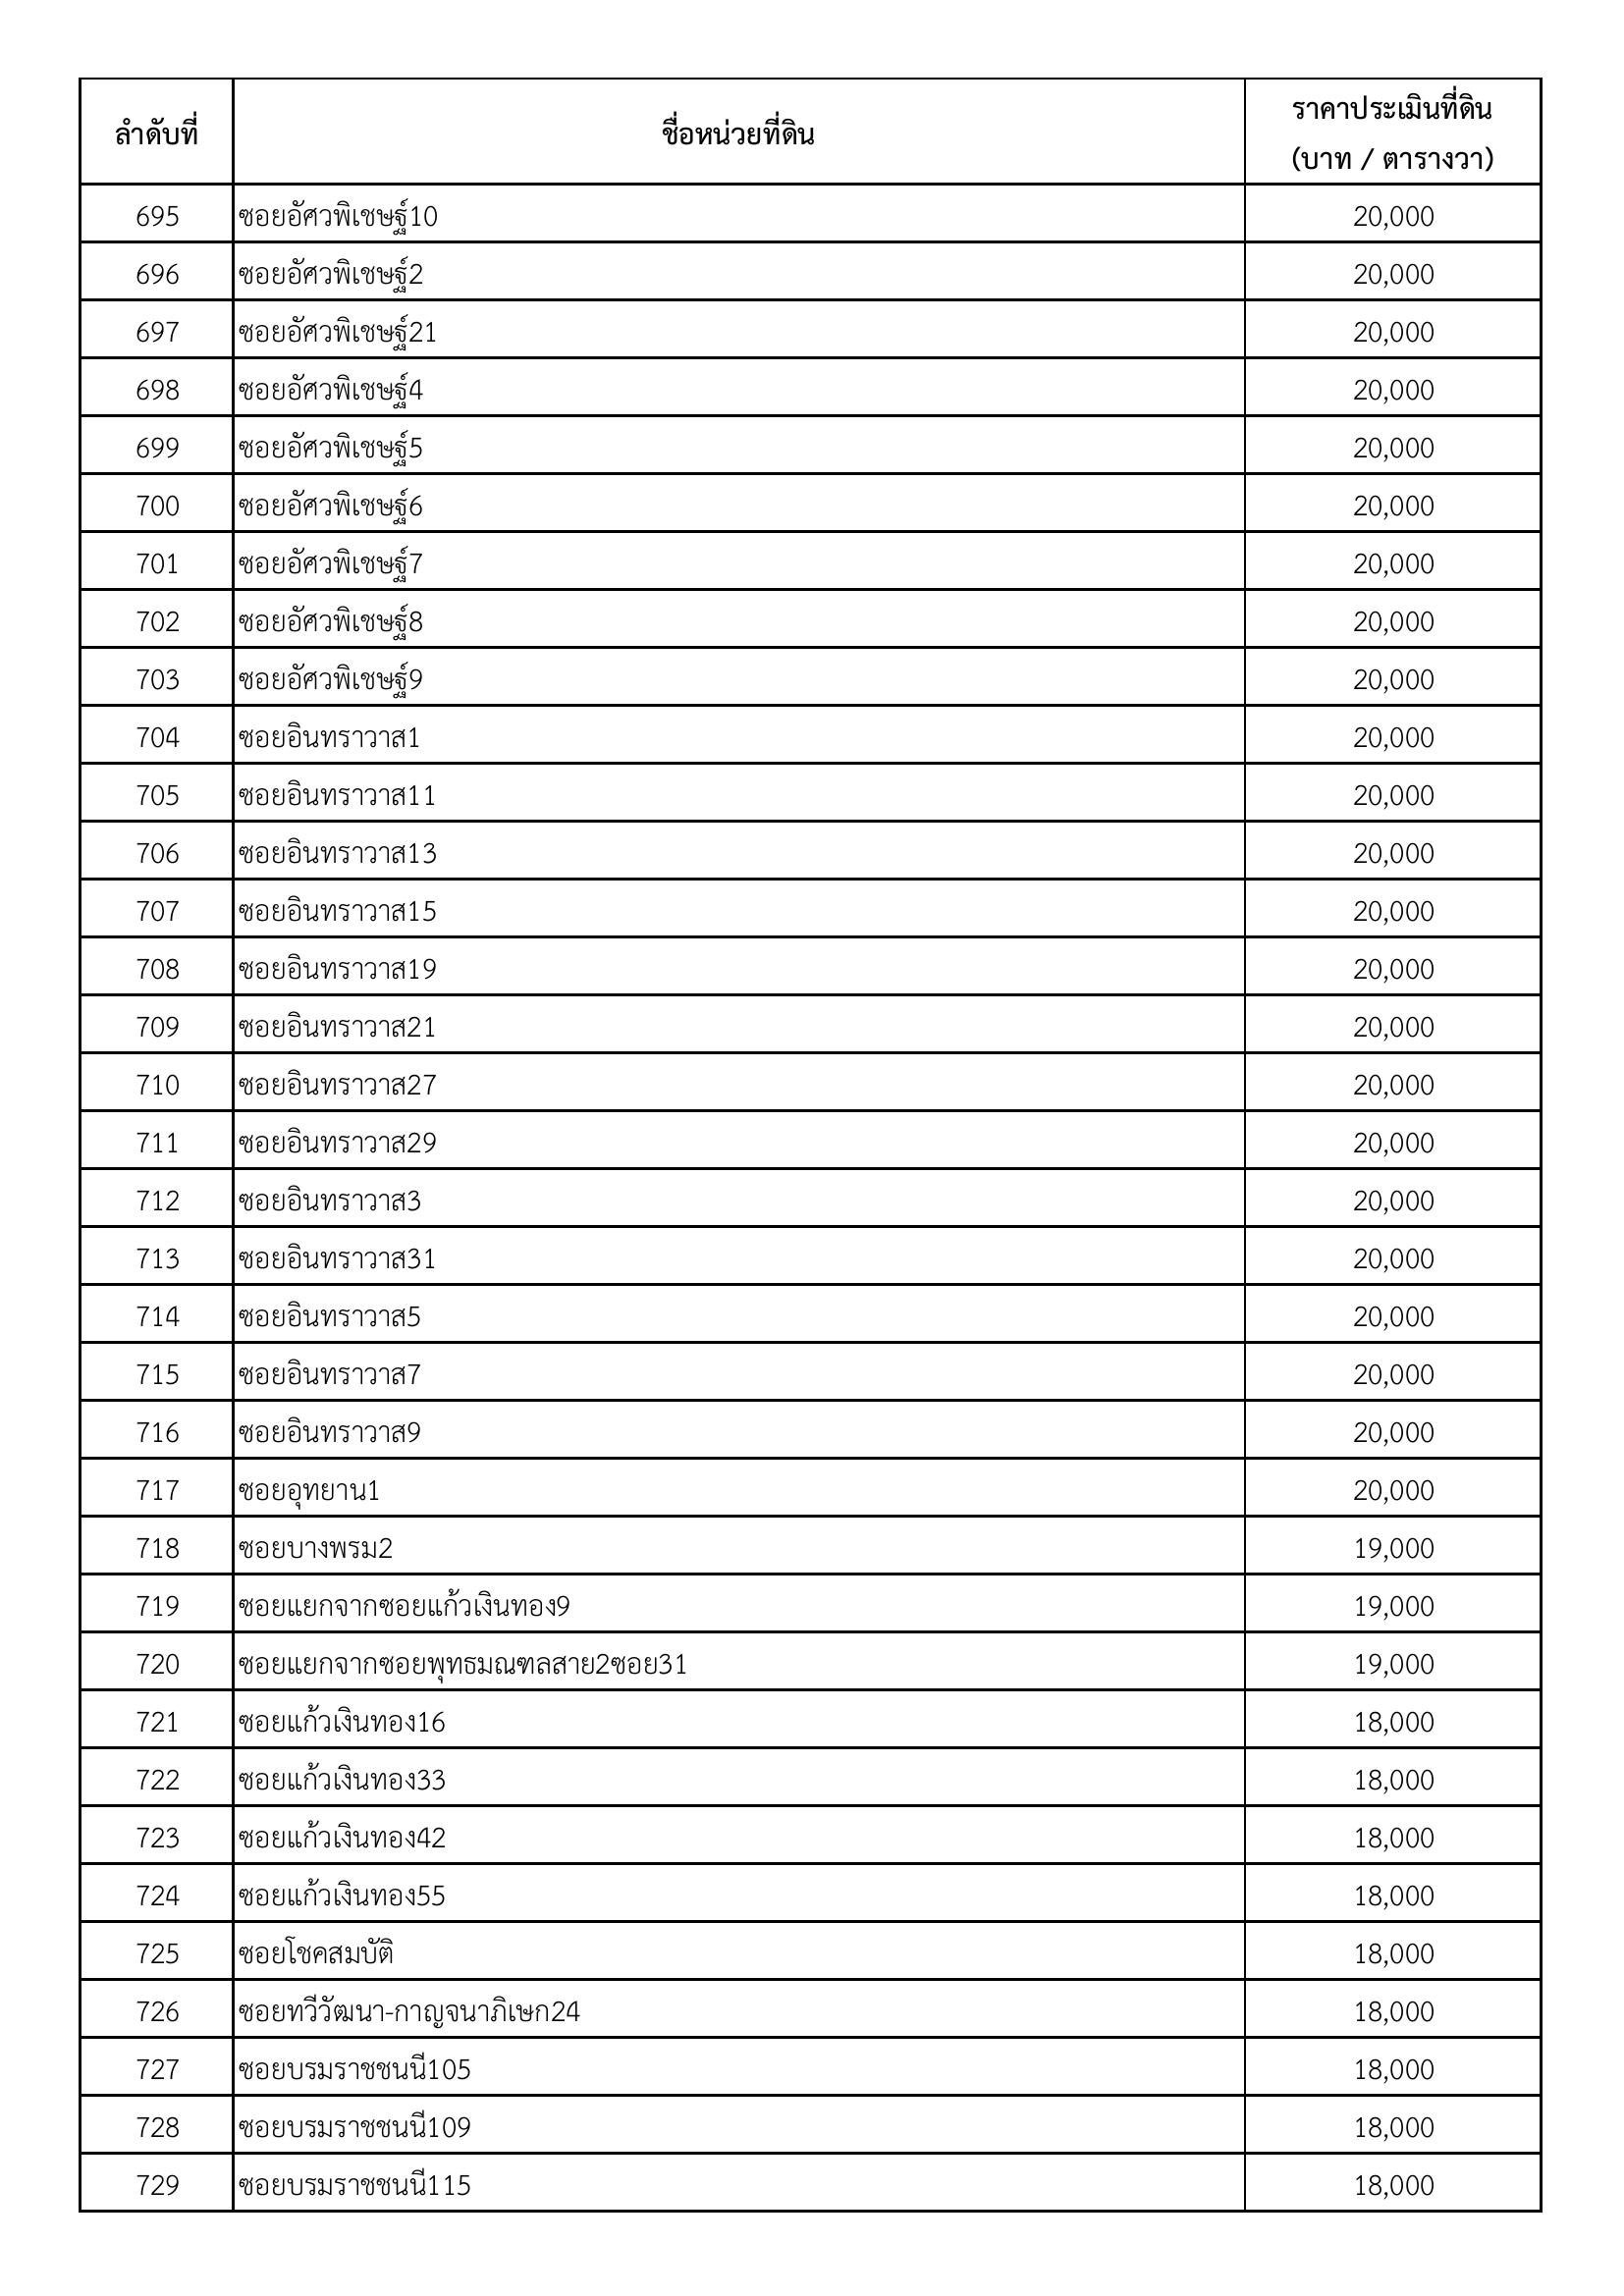 ลำดับที่ ชื่อหน่วยที่ดิน ราคาประเมินที่ดิน
(บาท / ตารางวา)
695 ซอยอัศวพิเชษฐ์10 20,000
696 ซอยอัศวพิเชษฐ์2 20,000
697 ซอยอัศวพิเชษฐ์21 20,000
698 ซอยอัศวพิเชษฐ์4 20,000
699 ซอยอัศวพิเชษฐ์5 20,000
700 ซอยอัศวพิเชษฐ์6 20,000
701 ซอยอัศวพิเชษฐ์7 20,000
702 ซอยอัศวพิเชษฐ์8 20,000
703 ซอยอัศวพิเชษฐ์9 20,000
704 ซอยอินทราวาส1 20,000
705 ซอยอินทราวาส11 20,000
706 ซอยอินทราวาส13 20,000
707 ซอยอินทราวาส15 20,000
708 ซอยอินทราวาส19 20,000
709 ซอยอินทราวาส21 20,000
710 ซอยอินทราวาส27 20,000
711 ซอยอินทราวาส29 20,000
712 ซอยอินทราวาส3 20,000
713 ซอยอินทราวาส31 20,000
714 ซอยอินทราวาส5 20,000
715 ซอยอินทราวาส7 20,000
716 ซอยอินทราวาส9 20,000
717 ซอยอุทยาน1 20,000
718 ซอยบางพรม2 19,000
719 ซอยแยกจากซอยแก้วเงินทอง9 19,000
720 ซอยแยกจากซอยพุทธมณฑลสาย2ซอย31 19,000
721 ซอยแก้วเงินทอง16 18,000
722 ซอยแก้วเงินทอง33 18,000
723 ซอยแก้วเงินทอง42 18,000
724 ซอยแก้วเงินทอง55 18,000
725 ซอยโชคสมบัติ 18,000
726 ซอยทวีวัฒนา-กาญจนาภิเษก24 18,000
727 ซอยบรมราชชนนี105 18,000
728 ซอยบรมราชชนนี109 18,000
729 ซอยบรมราชชนนี115 18,000